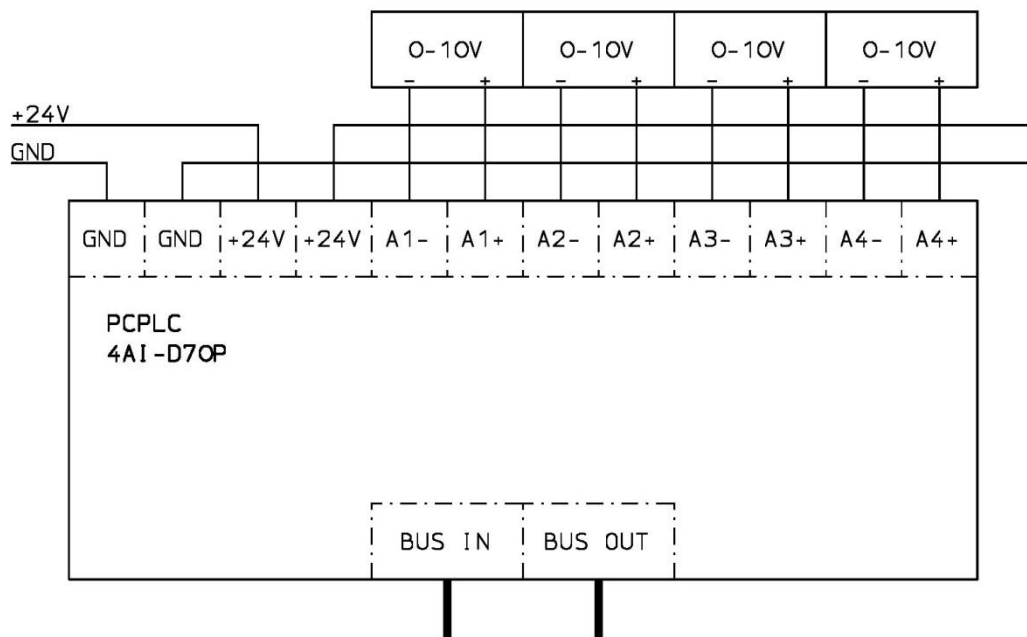 0-10V 0-10V 0-10V 0-10V
- + - + - + - +
+24V
GND
GND GND +24V +24V A1- A1+ A2- A2+ A3- A3+ A4- A4+
PCPLC
4AI-D70P
BUS IN BUS OUT